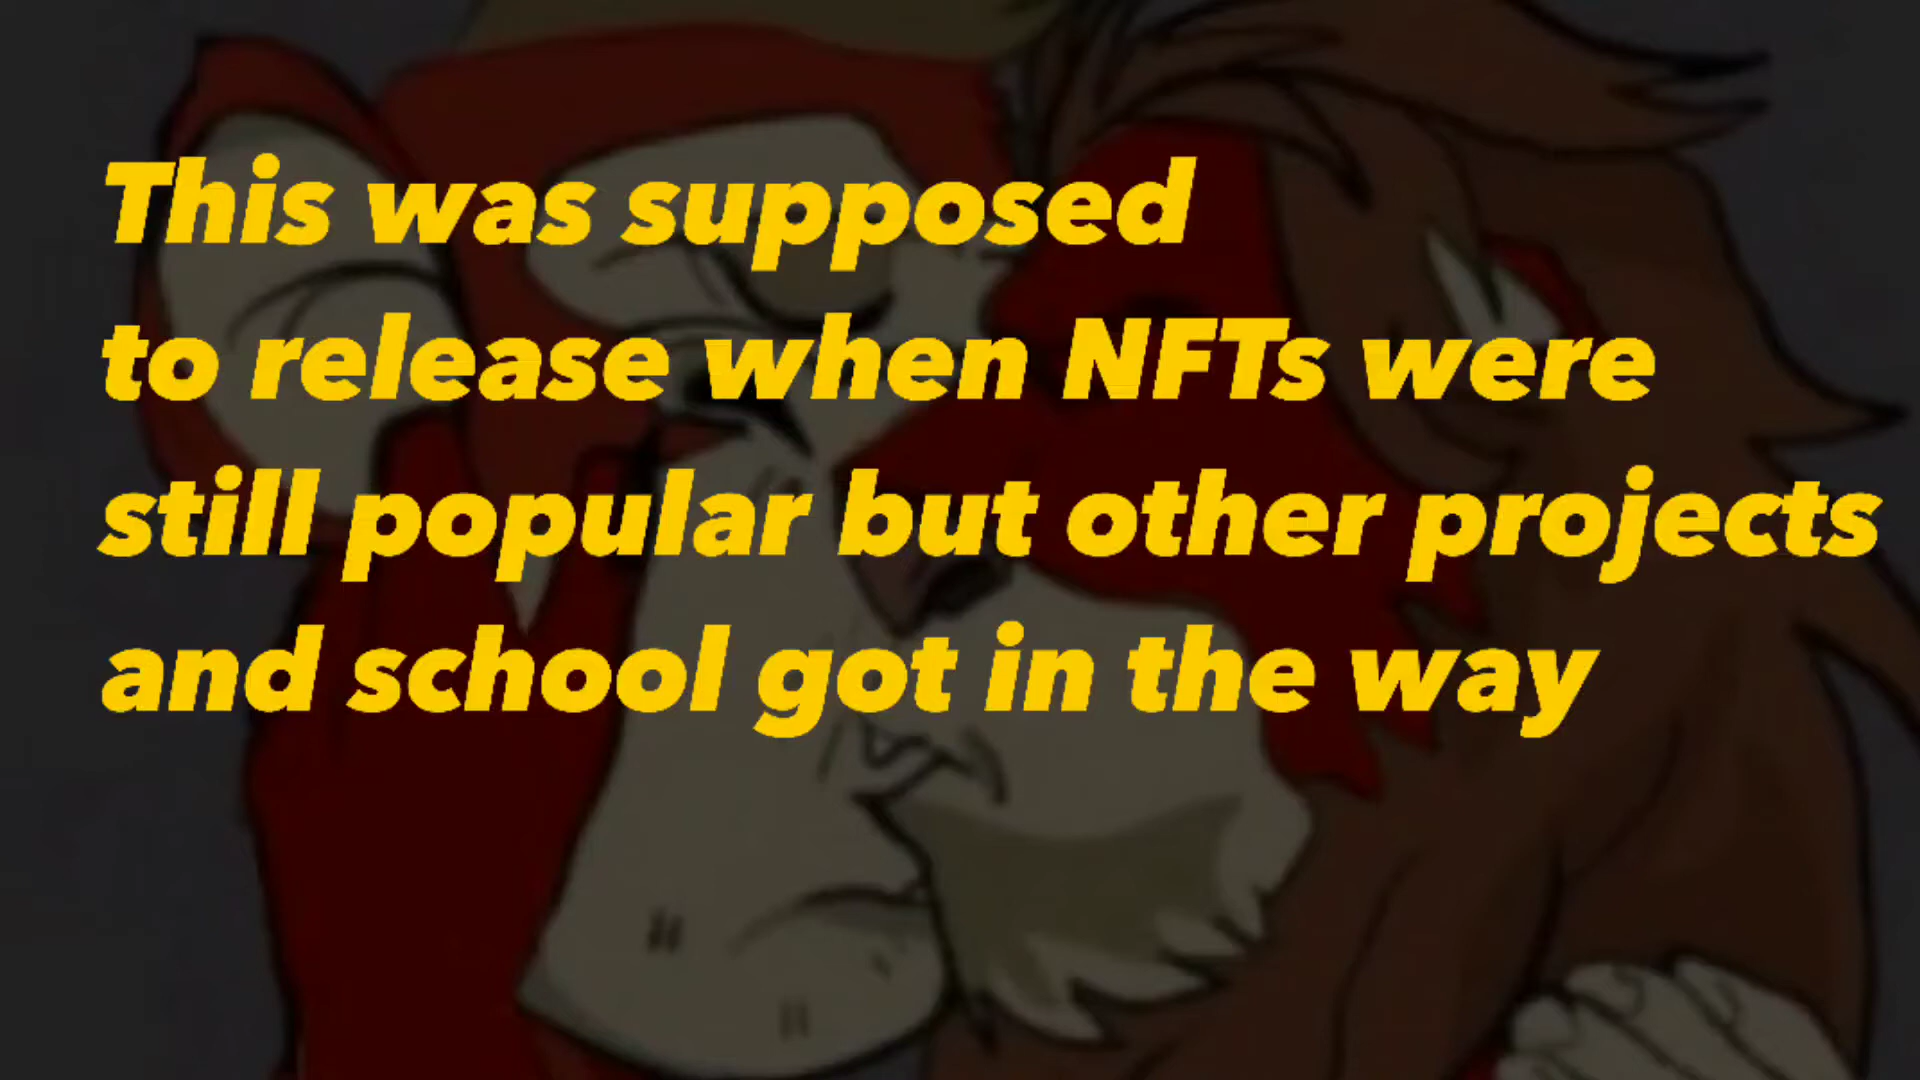 This was supposed
to release when NFTs were
still popular but other projects
and school got in the way